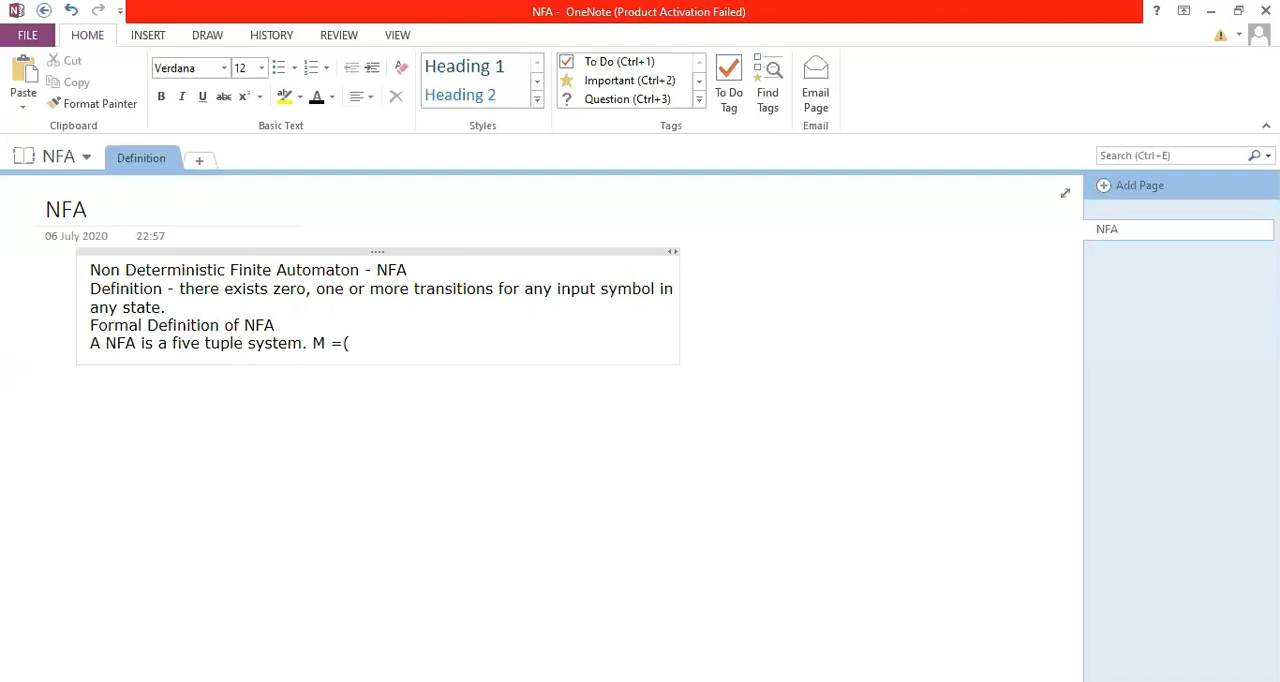 NFA - OneNote (Product Activation Failed)
?
FILE HOME INSERT DRAW HISTORY REVIEW VIEW
Paste
Cut
Copy
Format Painter
Clipboard
Verdana 12
B I U abc x² ab A
Basic Text
Heading 1
Heading 2
Styles
To Do (Ctrl+1)
Important (Ctrl+2)
? Question (Ctrl+3)
To Do
Tag
Find
Tags
Tags
Email
Page
Email
NFA
Definition
+
Search (Ctrl+E)
Add Page
NFA
NFA
06 July 2020 22:57
Non Deterministic Finite Automaton - NFA
Definition - there exists zero, one or more transitions for any input symbol in
any state.
Formal Definition of NFA
A NFA is a five tuple system. M =(